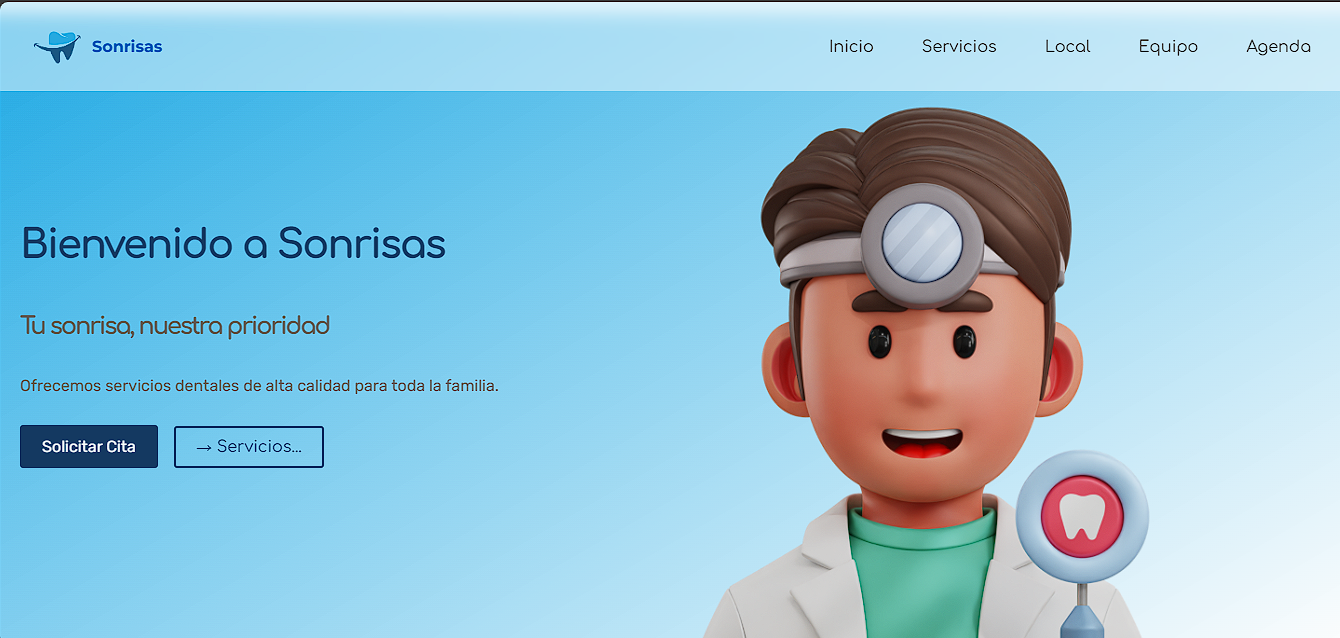 Sonrisas
Inicio Servicios Local Equipo Agenda
Bienvenido a Sonrisas
Tu sonrisa, nuestra prioridad
Ofrecemos servicios dentales de alta calidad para toda la familia.
Solicitar Cita → Servicios...